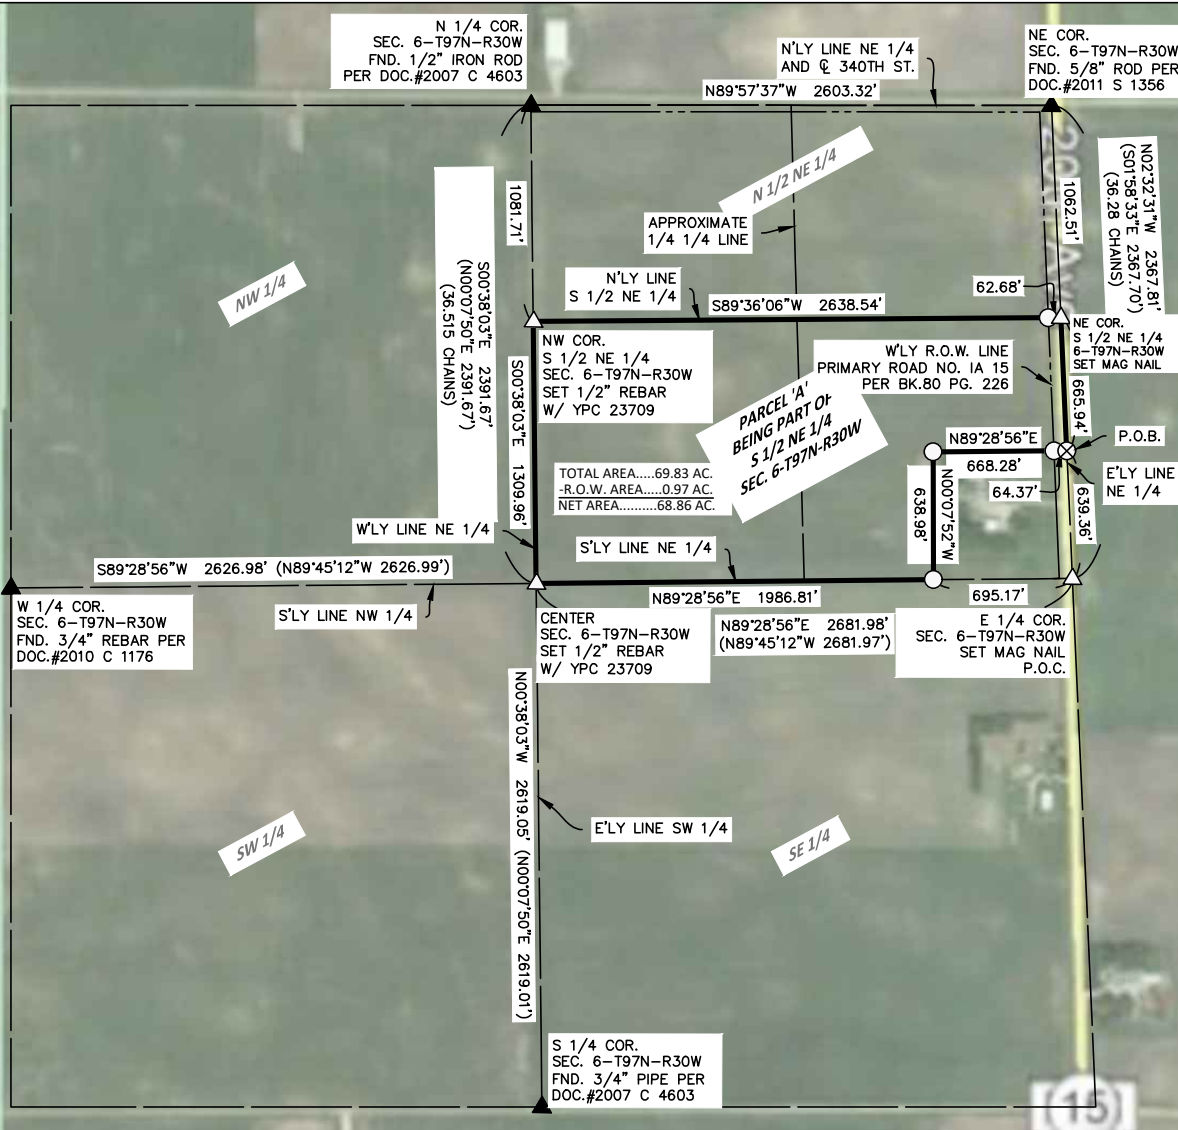 N 1/4 COR.
SEC. 6-T97N-R30W
FND. 1/2" IRON ROD
PER DOC.#2007 C 4603
N'LY LINE NE 1/4
AND ℄ 340TH ST.
N89°57'37"W 2603.32'
NE COR.
SEC. 6-T97N-R30W
FND. 5/8" ROD PER
DOC.#2011 S 1356
N 1/2 NE 1/4
N02°32'31"W 2367.81'
(S01°58'33"E 2367.70')
(36.28 CHAINS)
1081.71'
1062.51'
APPROXIMATE
1/4 1/4 LINE
NW 1/4
S00°38'03"E 2391.67'
(N00°07'50"E 2391.67')
(36.515 CHAINS)
N'LY LINE
S 1/2 NE 1/4
S89°36'06"W 2638.54'
62.68'
NW COR.
S 1/2 NE 1/4
SEC. 6-T97N-R30W
SET 1/2" REBAR
W/ YPC 23709
W'LY R.O.W. LINE
PRIMARY ROAD NO. IA 15
PER BK.80 PG. 226
NE COR.
S 1/2 NE 1/4
6-T97N-R30W
SET MAG NAIL
S00°38'03"E 1309.96'
PARCEL 'A'
BEING PART OF
S 1/2 NE 1/4
SEC. 6-T97N-R30W
665.94'
P.O.B.
N89°28'56"E
668.28'
TOTAL AREA.....69.83 AC.
-R.O.W. AREA.....0.97 AC.
NET AREA..........68.86 AC.
64.37'
E'LY LINE
NE 1/4
N00°07'52"W
638.98'
639.36'
W'LY LINE NE 1/4
S'LY LINE NE 1/4
S89°28'56"W 2626.98' (N89°45'12"W 2626.99')
S'LY LINE NW 1/4
N89°28'56"E 1986.81'
695.17'
W 1/4 COR.
SEC. 6-T97N-R30W
FND. 3/4" REBAR PER
DOC.#2010 C 1176
CENTER
SEC. 6-T97N-R30W
SET 1/2" REBAR
W/ YPC 23709
N89°28'56"E 2681.98'
(N89°45'12"W 2681.97')
E 1/4 COR.
SEC. 6-T97N-R30W
SET MAG NAIL
P.O.C.
N00°38'03"W 2619.05' (N00°07'50"E 2619.01')
E'LY LINE SW 1/4
SW 1/4
SE 1/4
S 1/4 COR.
SEC. 6-T97N-R30W
FND. 3/4" PIPE PER
DOC.#2007 C 4603
(15)